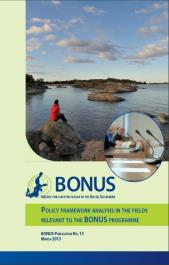 BONUS
SCIENCE FOR A BETTER FUTURE OF THE BALTIC SEA REGION
POLICY FRAMEWORK ANALYSIS IN THE FIELDS
RELEVANT TO THE BONUS PROGRAMME
BONUS PUBLICATION NO. 13
MARCH 2013